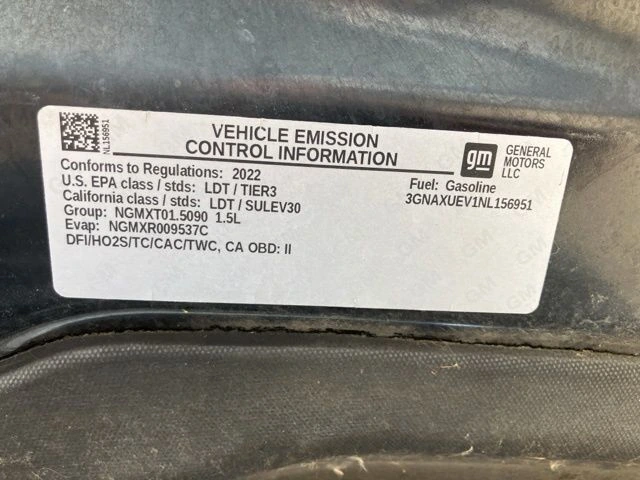 NL156951
VEHICLE EMISSION
CONTROL INFORMATION
gm
GENERAL
MOTORS
LLC
Conforms to Regulations: 2022
U.S. EPA class / stds: LDT / TIER3
California class / stds: LDT / SULEV30
Group: NGMXT01.5090 1.5L
Evap: NGMXR009537C
DFI/HO2S/TC/CAC/TWC, CA OBD: II
Fuel: Gasoline
3GNAXUEV1NL156951